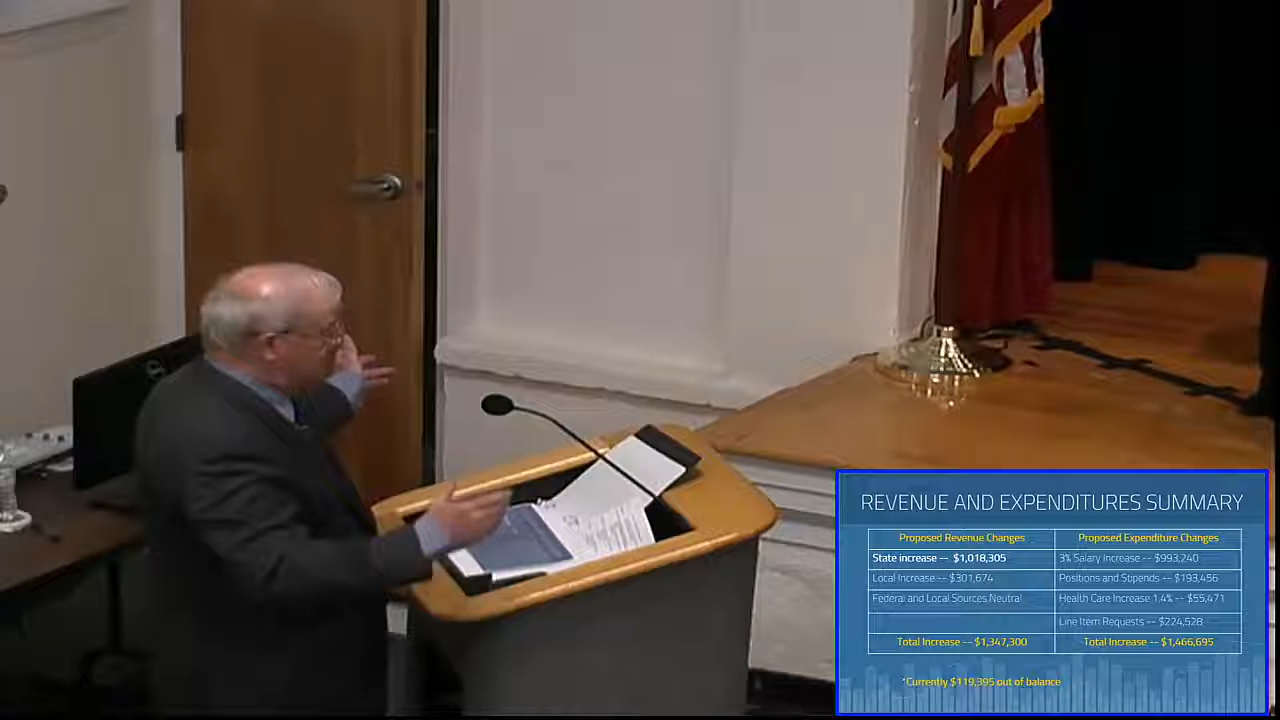 REVENUE AND EXPENDITURES SUMMARY
Proposed Revenue Changes Proposed Expenditure Changes
State increase -- $1,018,305 3% Salary Increase -- $993,240
Local Increase -- $301,674 Positions and Stipends -- $193,456
Federal and Local Sources Neutral Health Care Increase 1.4% -- $55,471
Line Item Requests -- $224,528
Total Increase -- $1,347,300 Total Increase -- $1,466,695
*Currently $119,395 out of balance